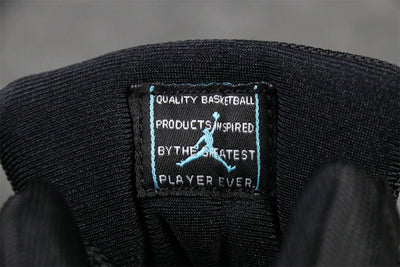 QUALITY BASKETBALL
PRODUCTS INSPIRED
BY THE GREATEST
PLAYER EVER.